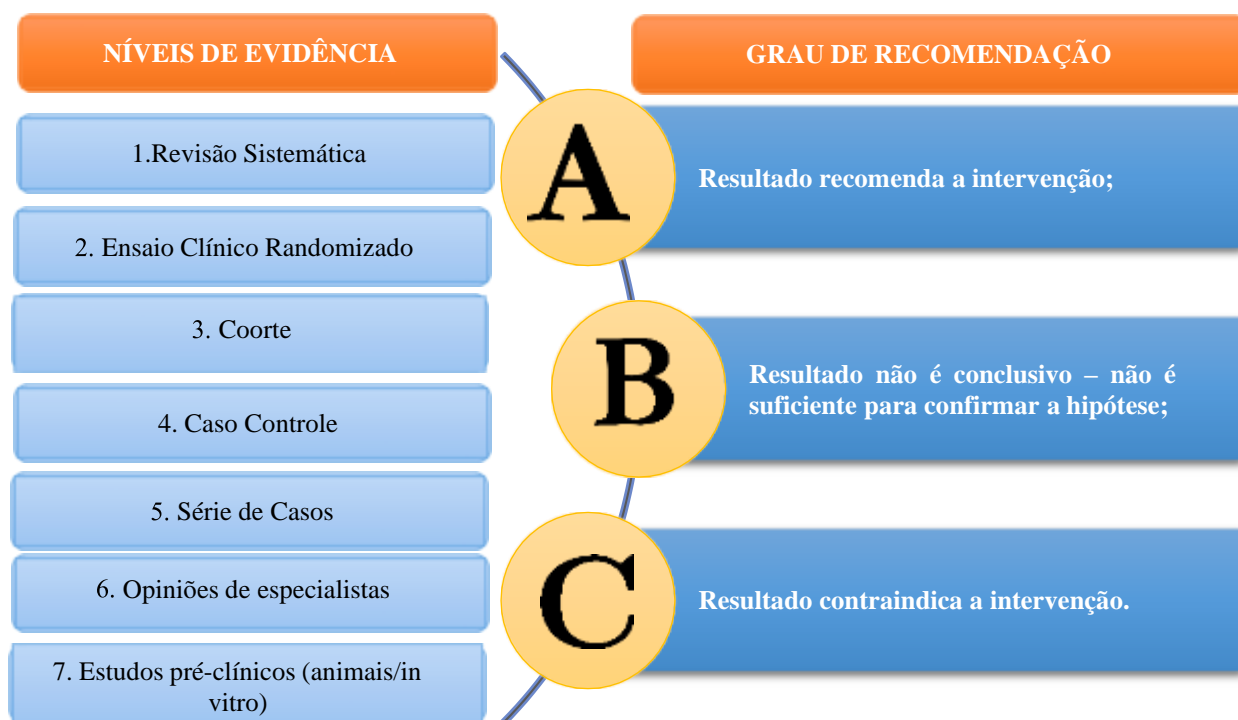 NÍVEIS DE EVIDÊNCIA
1.Revisão Sistemática
2. Ensaio Clínico Randomizado
3. Coorte
4. Caso Controle
5. Série de Casos
6. Opiniões de especialistas
7. Estudos pré-clínicos (animais/in
vitro)
GRAU DE RECOMENDAÇÃO
A
Resultado recomenda a intervenção;
B
Resultado não é conclusivo – não é
suficiente para confirmar a hipótese;
C
Resultado contraindica a intervenção.